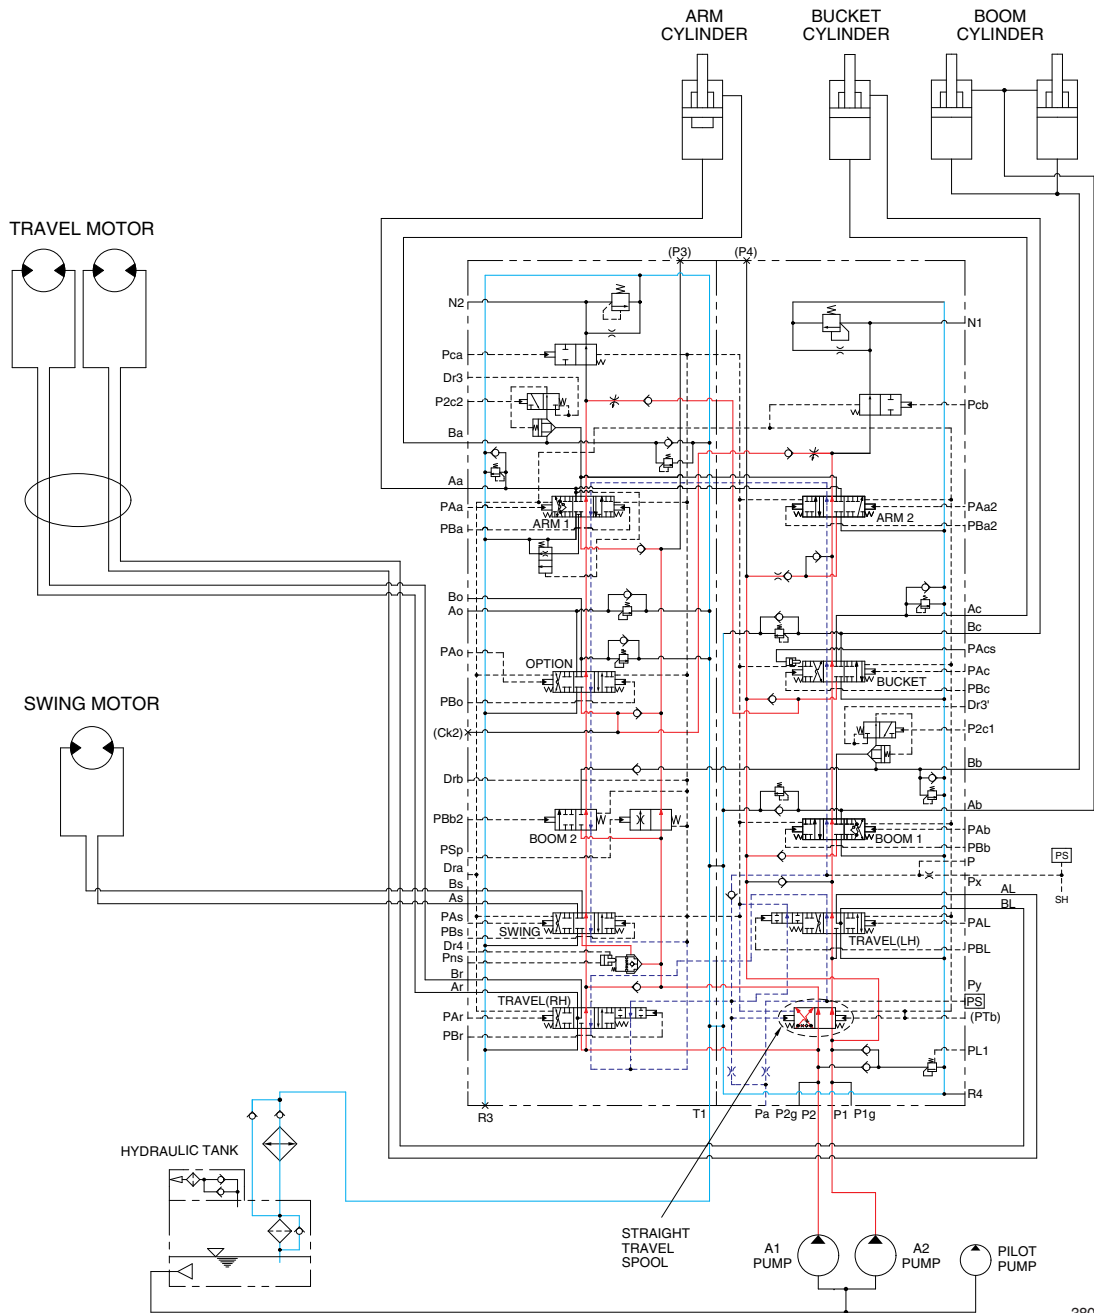 ARM CYLINDER
BUCKET CYLINDER
BOOM CYLINDER
TRAVEL MOTOR
(P3)
(P4)
N2
N1
Pca
Dr3
P2c2
Pcb
Ba
Aa
PAa
PBa
ARM 1
ARM 2
PAa2
PBa2
Bo
Ao
Ac
Bc
PAo
OPTION
PBo
PAcs
PAc
BUCKET
PBc
Dr3'
SWING MOTOR
(Ck2)
P2c1
Drb
Bb
Ab
PBb2
BOOM 2
BOOM 1
PAb
PBb
PSp
Dra
P
PS
Px
SH
Bs
As
AL
BL
PAs
PBs
SWING
PAL
TRAVEL(LH)
PBL
Dr4
Pns
Br
Ar
Py
PS
TRAVEL(RH)
PAr
PBr
(PTb)
PL1
R3
T1
Pa
P2g
P2
P1
P1g
R4
HYDRAULIC TANK
STRAIGHT
TRAVEL
SPOOL
A1
PUMP
A2
PUMP
PILOT
PUMP